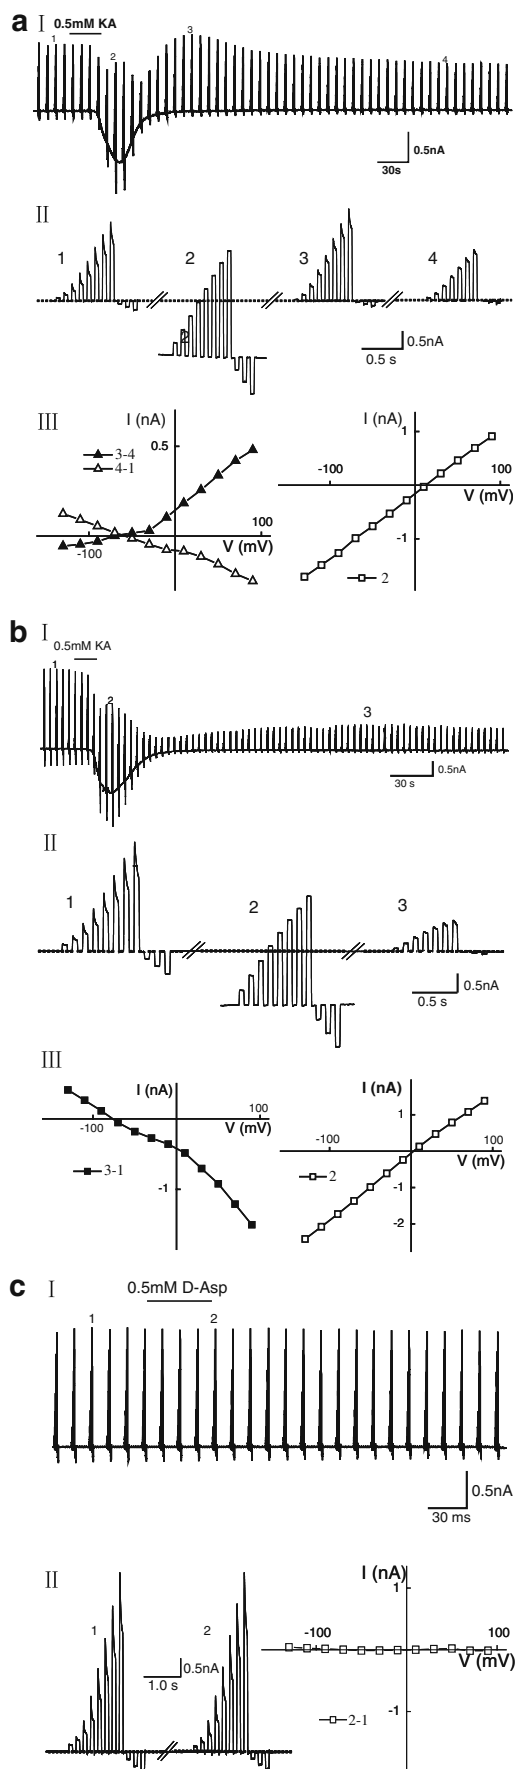 a I
0.5mM KA
1 2 3 4
0.5nA
30s
II
1 2 3 4
2
0.5nA
0.5 s
III
I (nA)
0.5
3-4
4-1
-100
100
V (mV)
I (nA)
1
-100
100
V (mV)
-1
2
b I
0.5mM KA
1 2 3
0.5nA
30 s
II
1 2 3
0.5nA
0.5 s
III
I (nA)
-100
100
V (mV)
3-1
-1
I (nA)
1
-100
100
V (mV)
2
-1
-2
c I
0.5mM D-Asp
1 2
0.5nA
30 ms
II
1 2
0.5nA
1.0 s
I (nA)
1
-100
100
V (mV)
-1
2-1